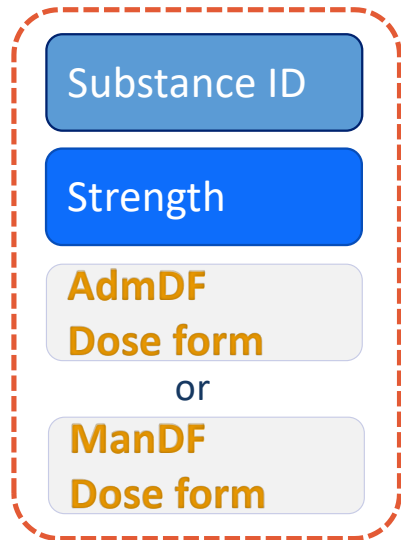 Substance ID
Strength
AdmDF
Dose form
or
ManDF
Dose form